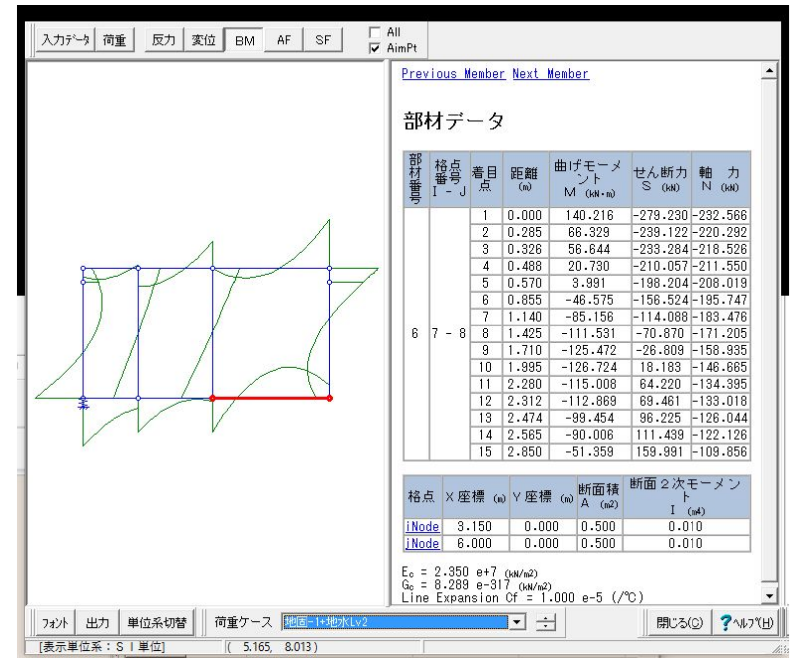 入力データ 荷重 反力 変位 BM AF SF All
AimPt
Previous Member Next Member
部材データ
部材番号 格点番号 I - J 着目点 距離 (m) 曲げモーメント M (kN・m) せん断力 S (kN) 軸 力 N (kN)
1 0.000 140.216 -279.230 -232.566
2 0.285 66.329 -239.122 -220.292
3 0.326 56.644 -233.284 -218.526
4 0.488 20.730 -210.057 -211.550
5 0.570 3.991 -198.204 -208.019
6 0.855 -46.575 -156.524 -195.747
7 1.140 -85.156 -114.088 -183.476
6 7 - 8 8 1.425 -111.531 -70.870 -171.205
9 1.710 -125.472 -26.809 -158.935
10 1.995 -126.724 18.183 -146.665
11 2.280 -115.008 64.220 -134.395
12 2.312 -112.869 69.461 -133.018
13 2.474 -99.454 96.225 -126.044
14 2.565 -90.006 111.439 -122.126
15 2.850 -51.359 159.991 -109.856
格点 X座標 (m) Y座標 (m) 断面積 A (m2) 断面2次モーメント I (m4)
iNode 3.150 0.000 0.500 0.010
jNode 6.000 0.000 0.500 0.010
Ec = 2.350 e+7 (kN/m2)
Gc = 8.289 e-317 (kN/m2)
Line Expansion Cf = 1.000 e-5 (/℃)
フォント 出力 単位系切替 荷重ケース 地固-1+地水Lv2 閉じる(C) ?ヘルプ(H)
[表示単位系：SI単位] ( 5.165, 8.013)